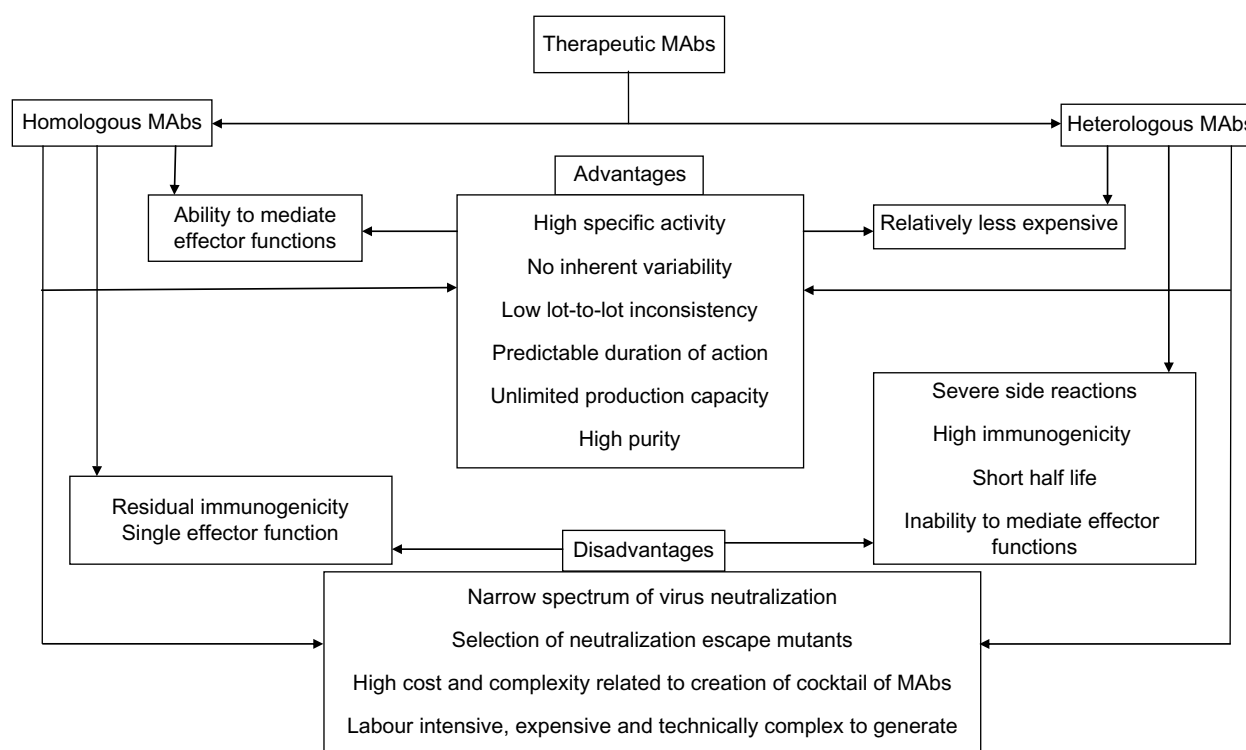 Therapeutic MAbs
Homologous MAbs
Heterologous MAbs
Advantages
Ability to mediate
effector functions
High specific activity
No inherent variability
Low lot-to-lot inconsistency
Predictable duration of action
Unlimited production capacity
High purity
Relatively less expensive
Residual immunogenicity
Single effector function
Severe side reactions
High immunogenicity
Short half life
Inability to mediate effector
functions
Disadvantages
Narrow spectrum of virus neutralization
Selection of neutralization escape mutants
High cost and complexity related to creation of cocktail of MAbs
Labour intensive, expensive and technically complex to generate